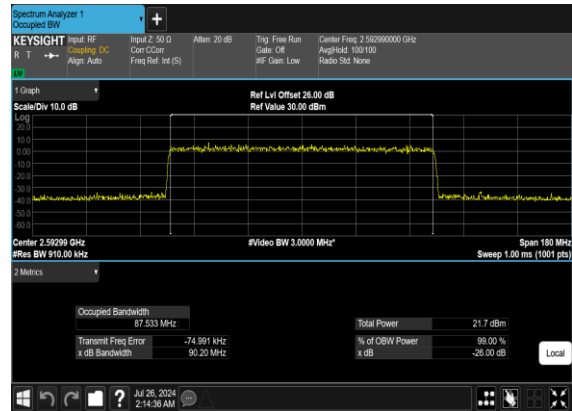 Spectrum Analyzer 1
Occupied BW
KEYSIGHT
R T
LXI
Input: RF
Coupling: DC
Align: Auto
Input Z: 50 Ω
Corr CCorr
Freq Ref: Int (S)
Atten: 20 dB
Trig: Free Run
Gate: Off
#IF Gain: Low
Center Freq: 2.592990000 GHz
Avg|Hold: 100/100
Radio Std: None
1 Graph
Scale/Div 10.0 dB
Ref Lvl Offset 26.00 dB
Ref Value 30.00 dBm
Log
20.0
10.0
0.00
-10.0
-20.0
-30.0
-40.0
-50.0
-60.0
Center 2.59299 GHz
#Res BW 910.00 kHz
#Video BW 3.0000 MHz*
Span 180 MHz
Sweep 1.00 ms (1001 pts)
2 Metrics
Occupied Bandwidth
87.533 MHz
Transmit Freq Error -74.991 kHz
x dB Bandwidth 90.20 MHz
Total Power 21.7 dBm
% of OBW Power 99.00 %
x dB -26.00 dB
Local
?
Jul 26, 2024
2:14:36 AM